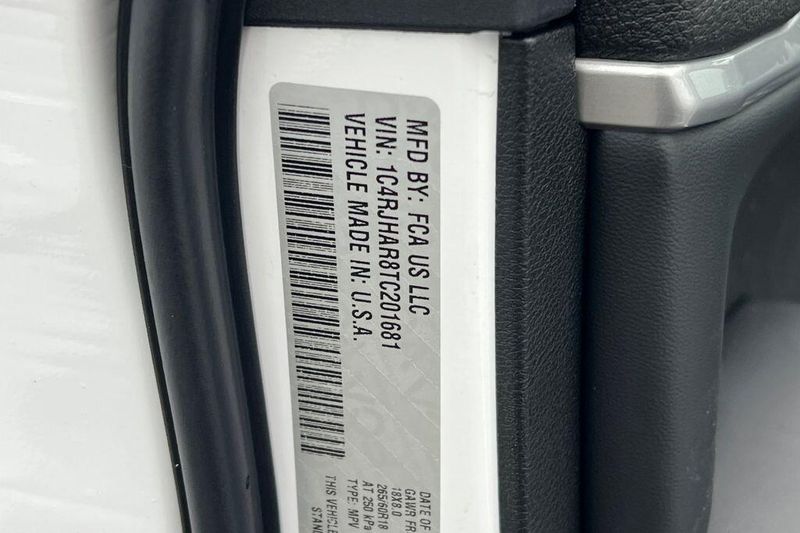 MFD BY: FCA US LLC
VIN: 1C4RJHAR8TC201681
VEHICLE MADE IN: U.S.A.
DATE OF
GAWR FR
18X8.0
265/60R18
AT 250 kPa
TYPE: MPV
THIS VEHICLE
STAND